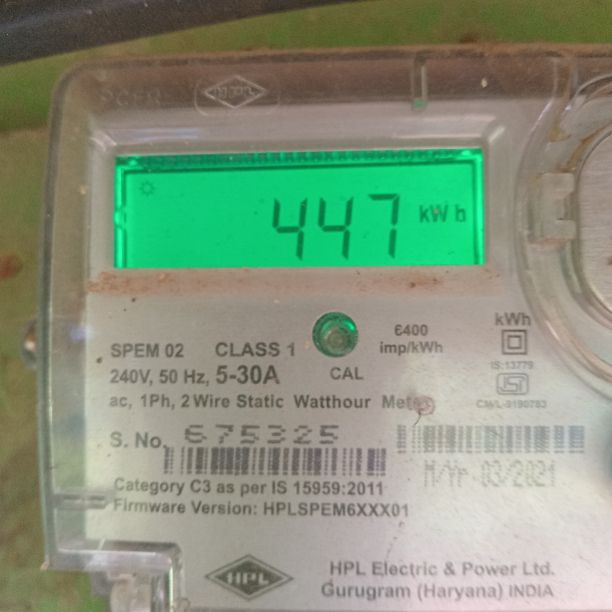 447 kWh
SPEM 02 CLASS 1 6400 imp/kWh kWh
240V, 50 Hz, 5-30A CAL IS:13779
ac, 1Ph, 2 Wire Static Watthour Meter CM/L-9190783
S. No. 675325
M/Yr 03/2021
Category C3 as per IS 15959:2011
Firmware Version: HPLSPEM6XXX01
HPL HPL Electric & Power Ltd.
Gurugram (Haryana) INDIA